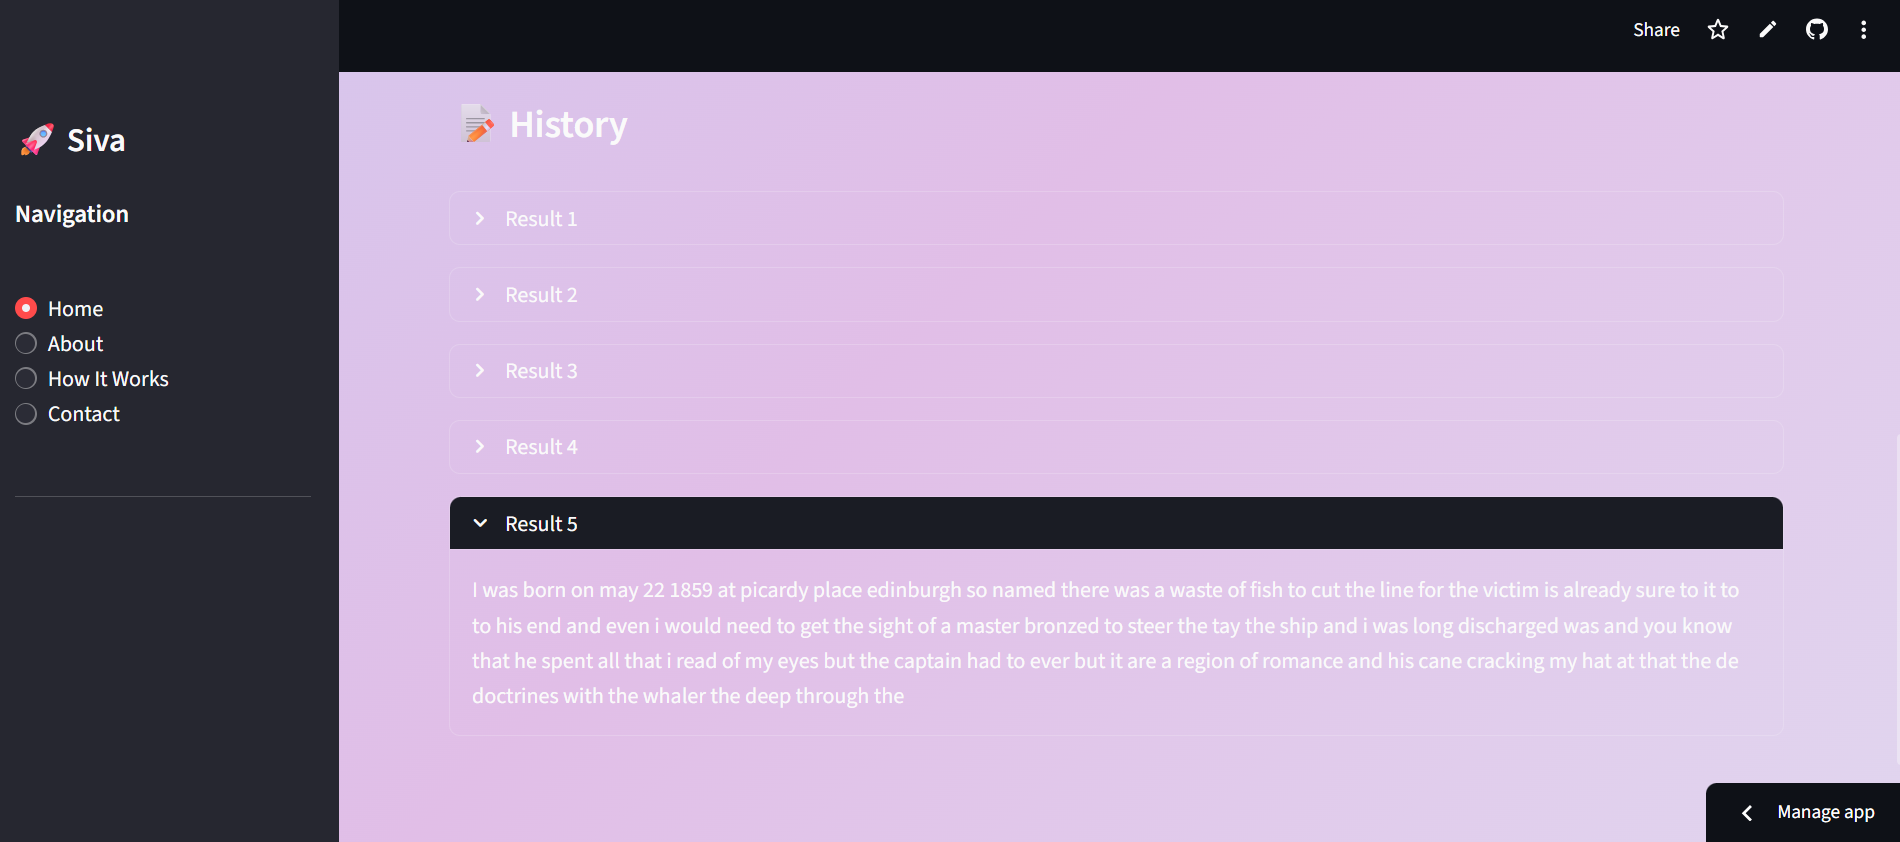 Share
Siva
Navigation
Home
About
How It Works
Contact
History
Result 1
Result 2
Result 3
Result 4
Result 5
I was born on may 22 1859 at picardy place edinburgh so named there was a waste of fish to cut the line for the victim is already sure to it to
to his end and even i would need to get the sight of a master bronzed to steer the tay the ship and i was long discharged was and you know
that he spent all that i read of my eyes but the captain had to ever but it are a region of romance and his cane cracking my hat at that the de
doctrines with the whaler the deep through the
Manage app